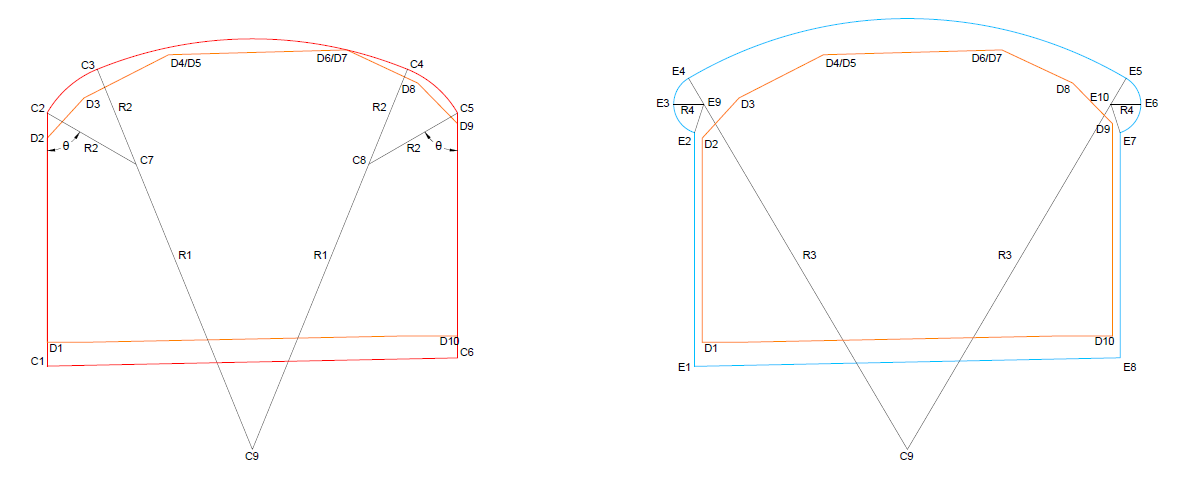 C3
C4
D4/D5
D6/D7
D8
C2
D3
R2
R2
C5
D2
D9
θ
R2
C7
C8
R2
θ
R1
R1
D1
D10
C1
C6
C9
E4
E5
D4/D5
D6/D7
D8
E3
E9
D3
E10
E6
R4
R4
E2
D2
D9
E7
R3
R3
D1
D10
E1
E8
C9